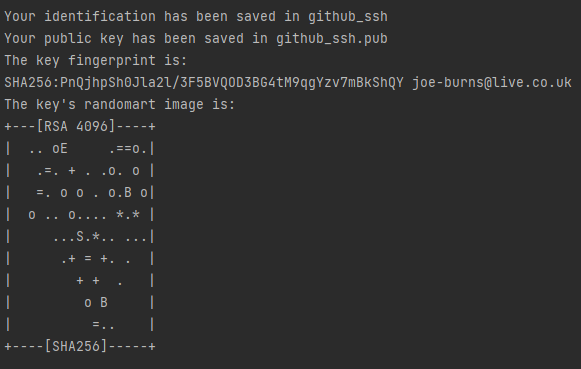 Your identification has been saved in github_ssh
Your public key has been saved in github_ssh.pub
The key fingerprint is:
SHA256:PnQjhpSh0Jla2l/3F5BVQOD3BG4tM9qgYzv7mBkShQY joe-burns@live.co.uk
The key's randomart image is:
+---[RSA 4096]----+
|  .. oE     .==o.|
|   .=. + . .o. o |
|   =. o o . o.B o|
|  o .. o.... *.* |
|     ...S.*.. ...|
|      .+ = +. .  |
|        + +  .   |
|         o B     |
|          =..    |
+----[SHA256]-----+